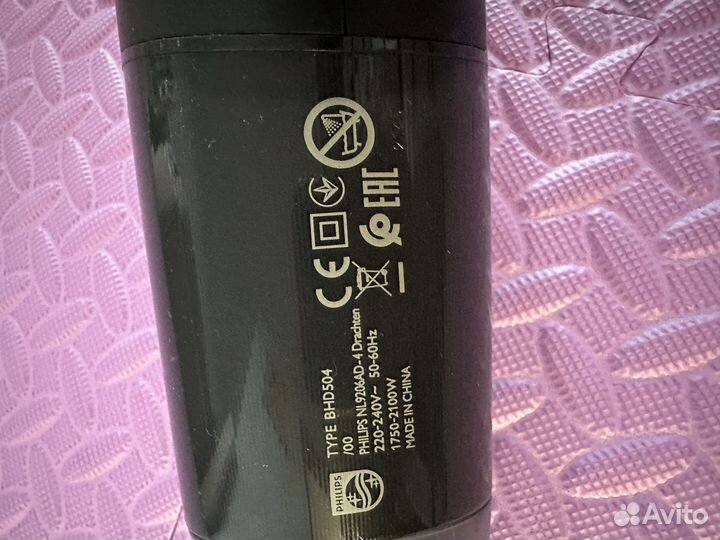 PHILIPS
TYPE BHD504
/00
PHILIPS NL9206AD-4 Drachten
220-240V~ 50-60Hz
1750-2100W
MADE IN CHINA
CE
EAC
Avito